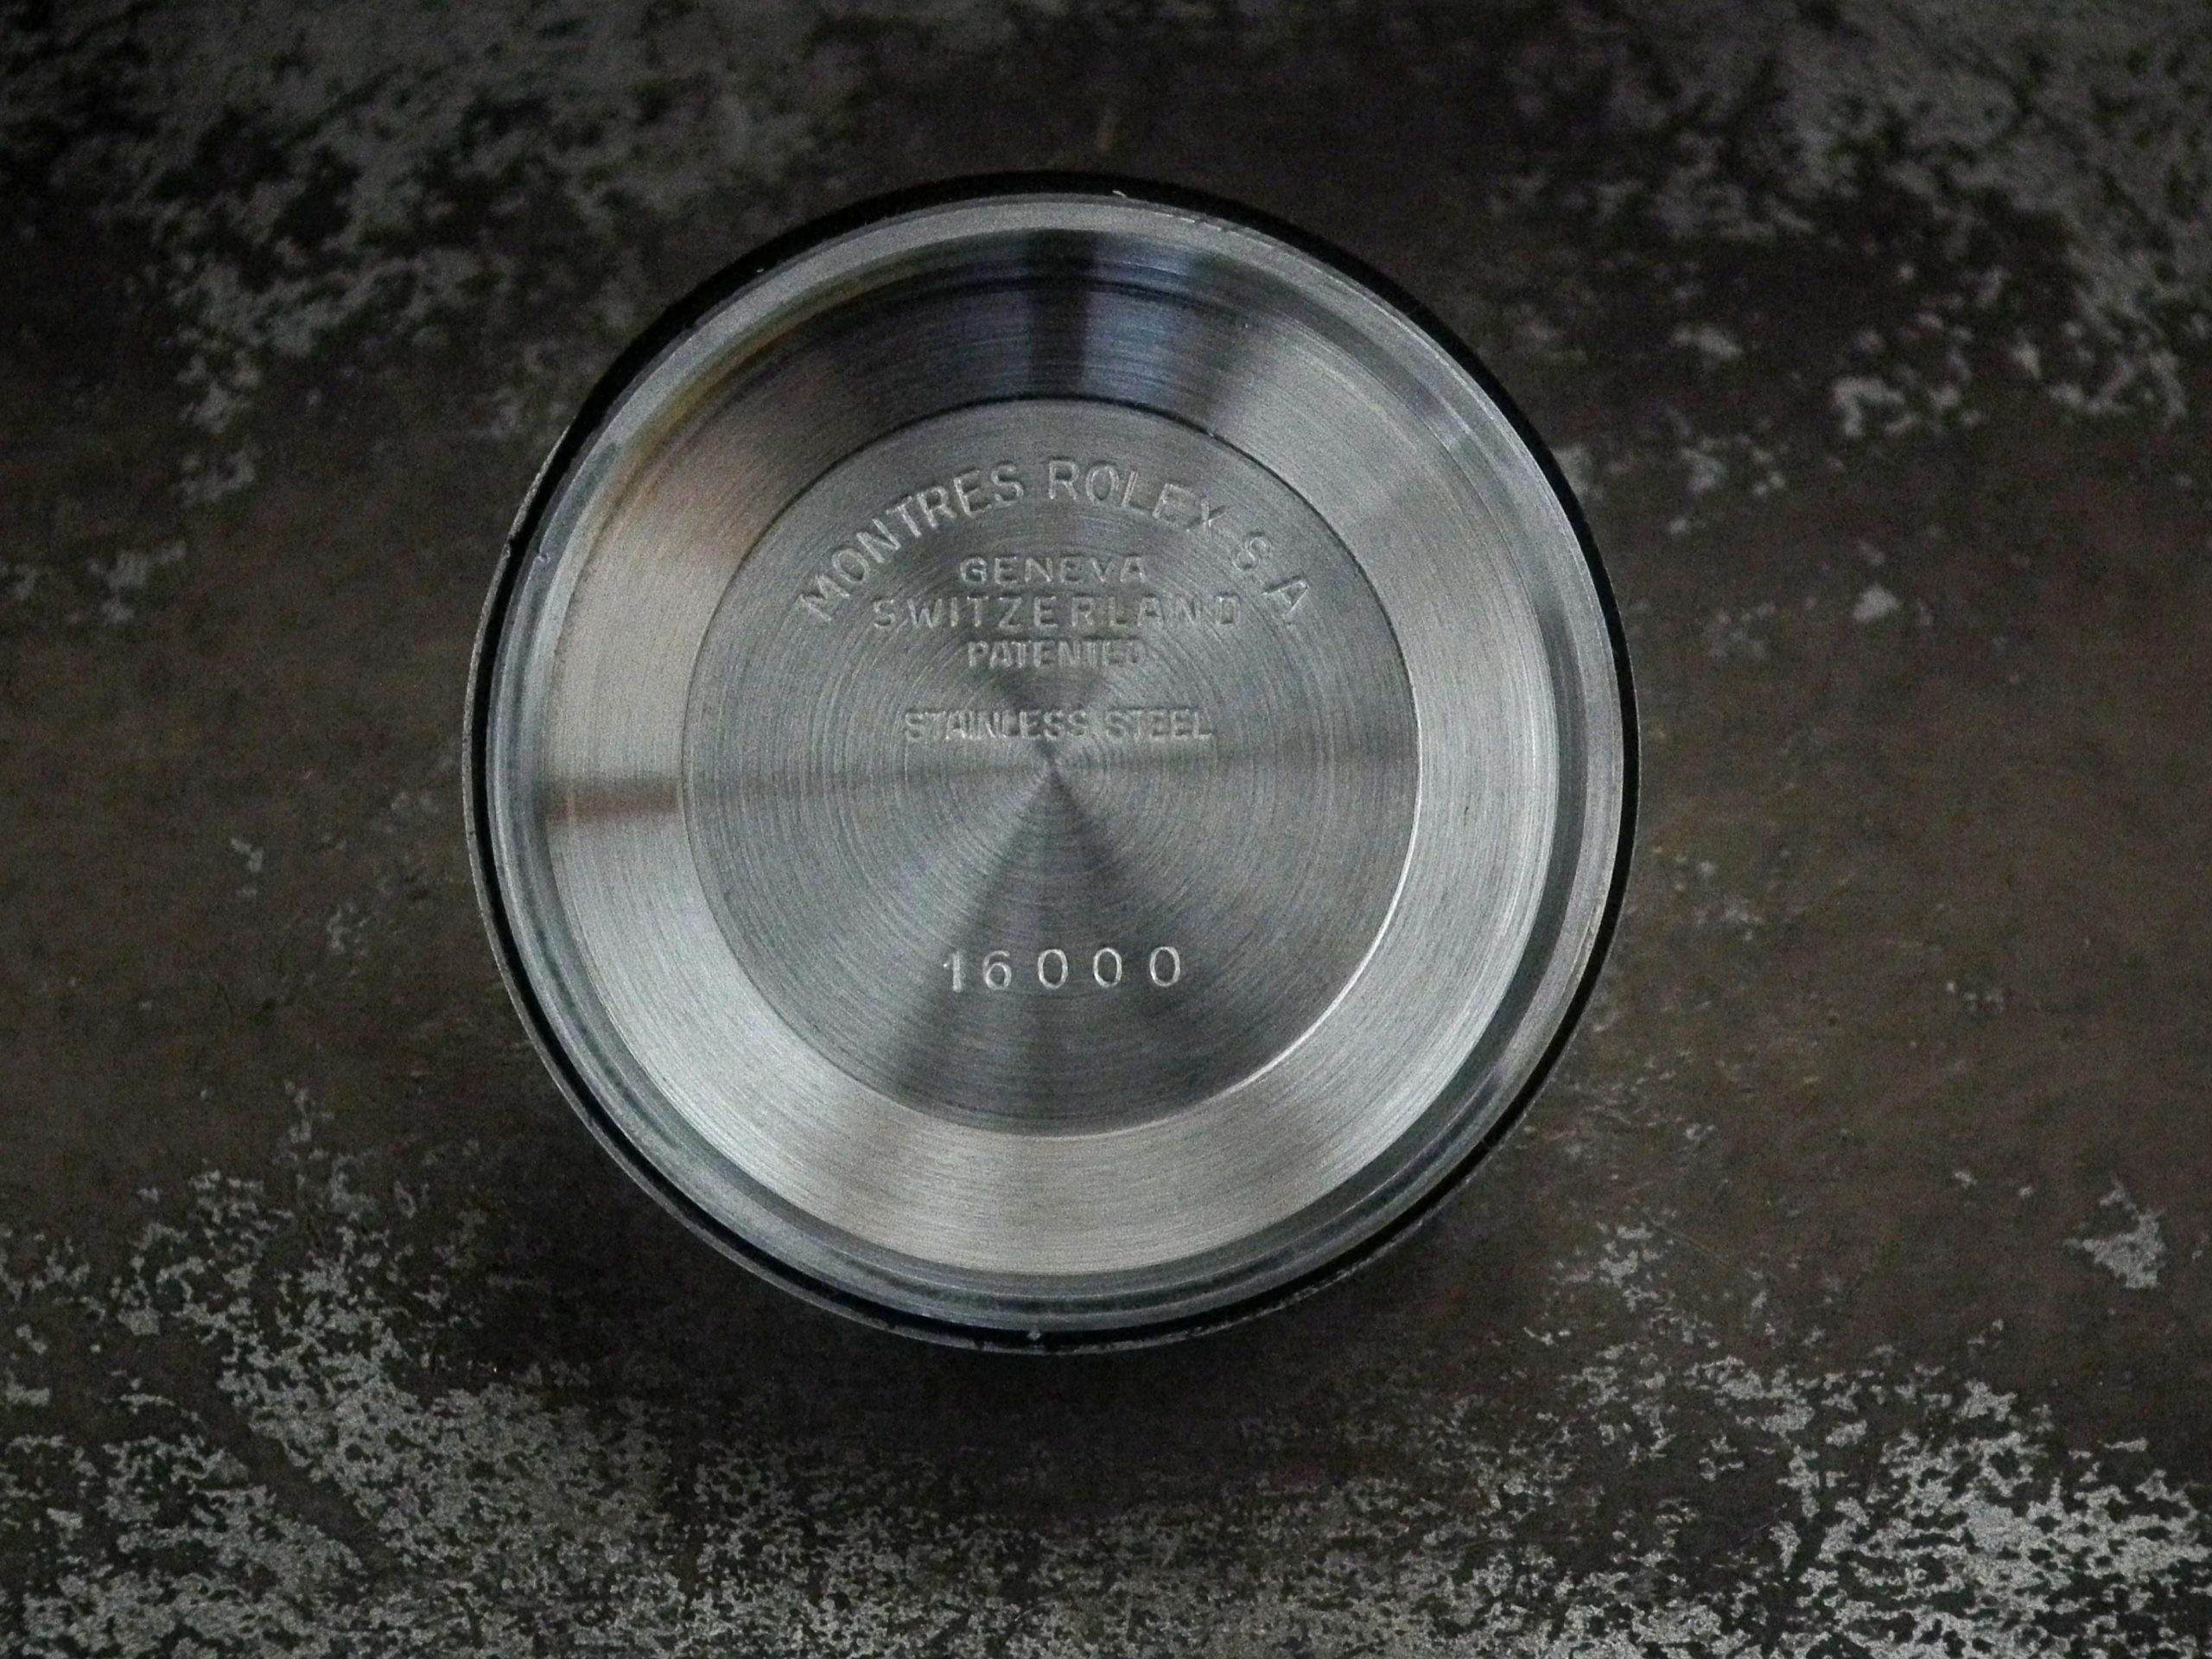 MONTRES ROLEX S.A
GENEVA
SWITZERLAND
PATENTED
STAINLESS STEEL
16000